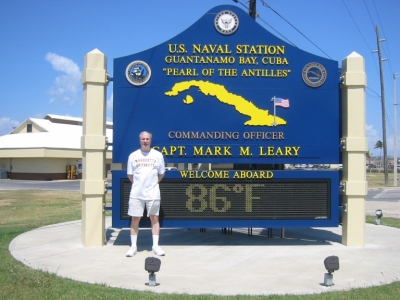 U.S. NAVAL STATION
GUANTANAMO BAY, CUBA
"PEARL OF THE ANTILLES"
COMMANDING OFFICER
CAPT. MARK M. LEARY
WELCOME ABOARD
86°F